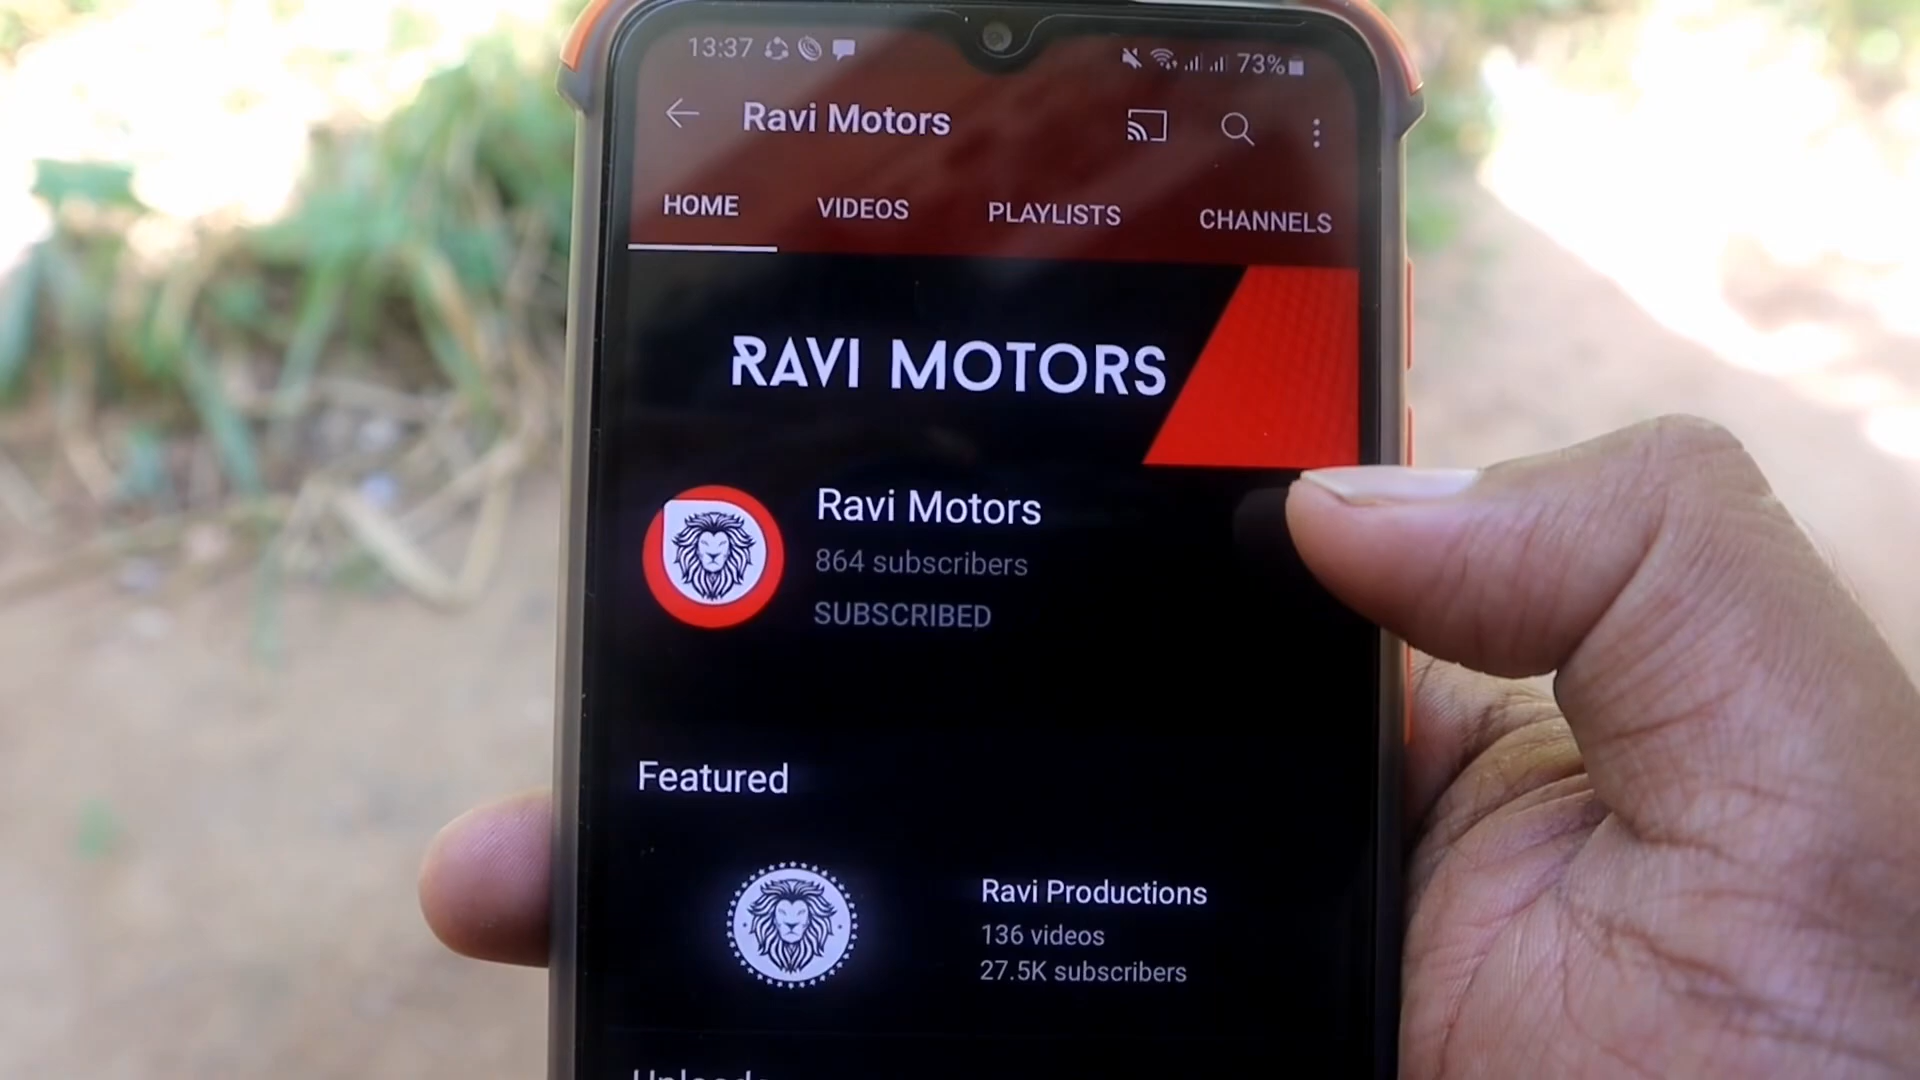 13:37 73%
Ravi Motors
HOME VIDEOS PLAYLISTS CHANNELS
RAVI MOTORS
Ravi Motors
864 subscribers
SUBSCRIBED
Featured
Ravi Productions
136 videos
27.5K subscribers